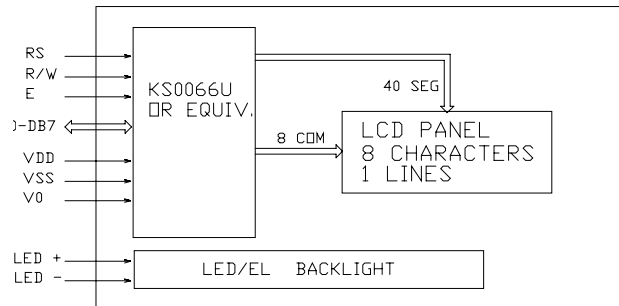 RS
R/W
E
0-DB7
VDD
VSS
V0
KS0066U
OR EQUIV.
40 SEG
8 COM
LCD PANEL
8 CHARACTERS
1 LINES
LED +
LED -
LED/EL BACKLIGHT